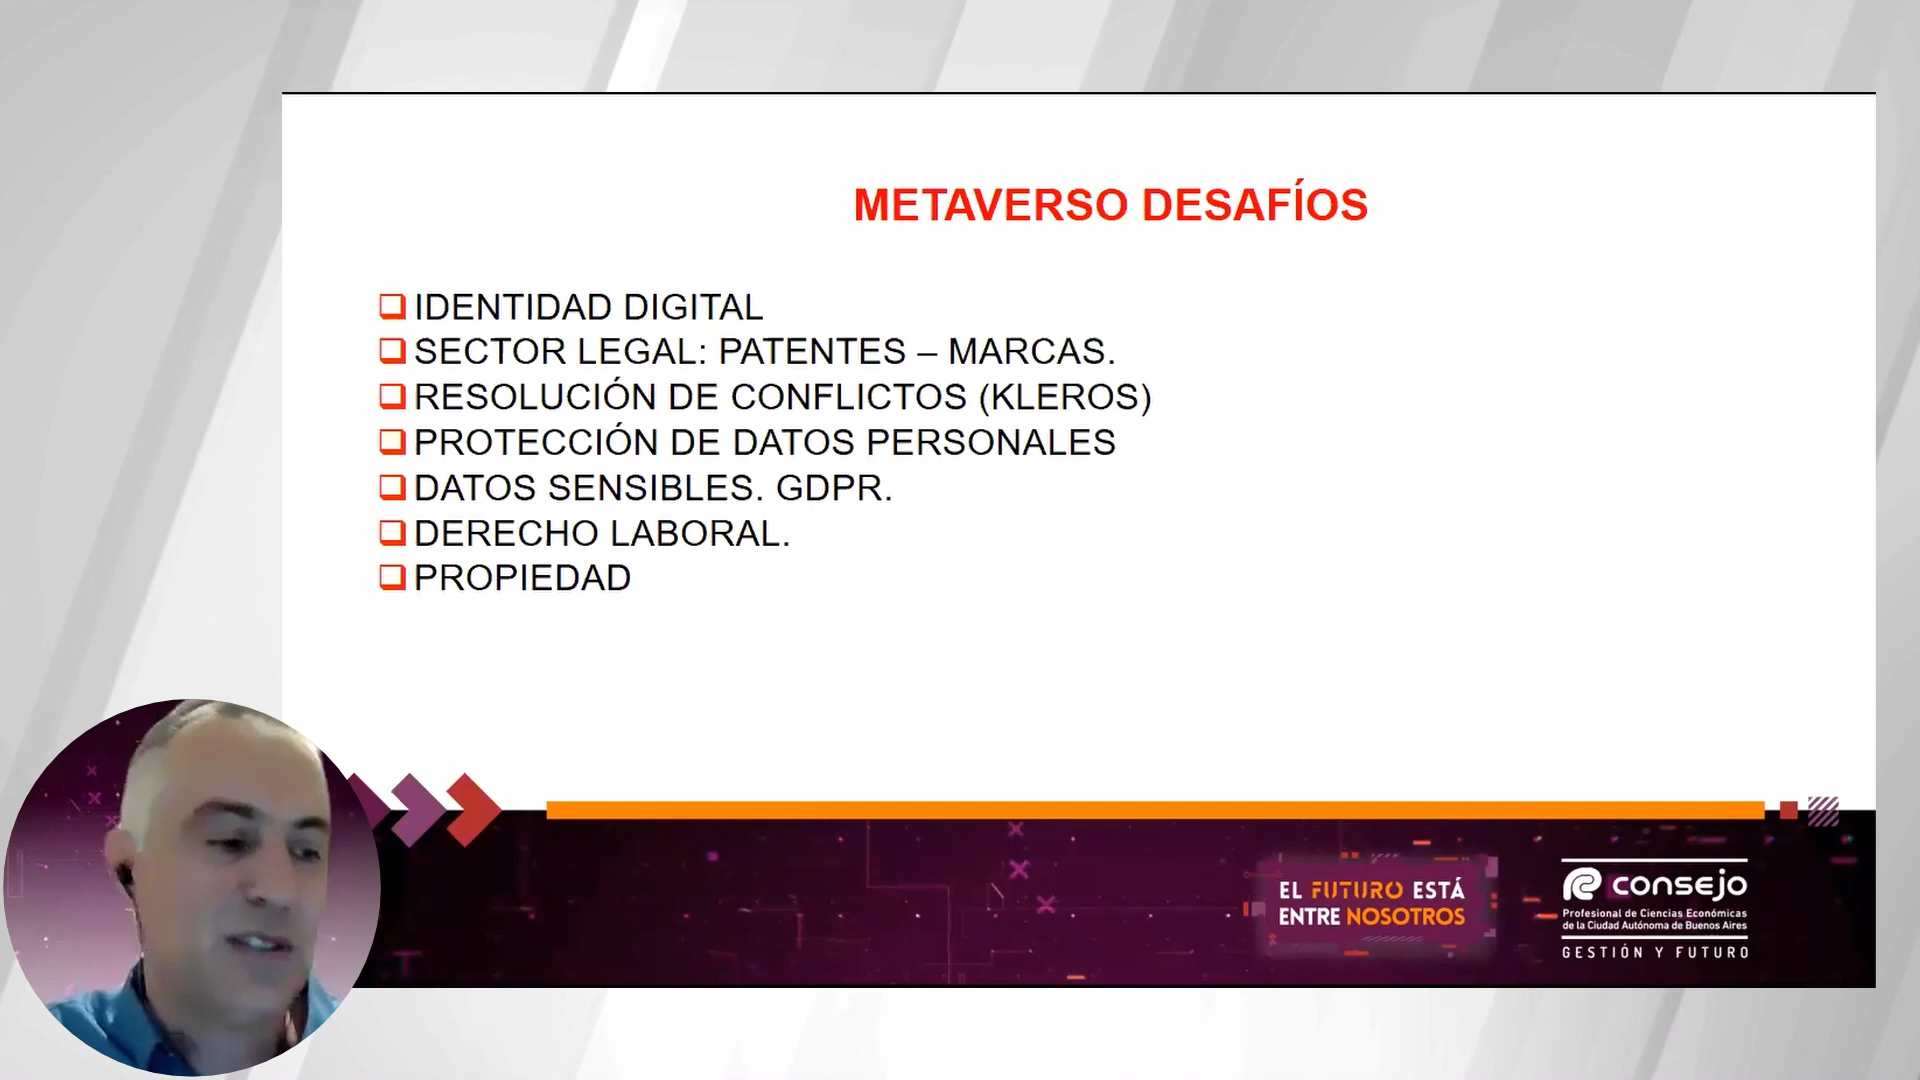 METAVERSO DESAFÍOS
IDENTIDAD DIGITAL
SECTOR LEGAL: PATENTES – MARCAS.
RESOLUCIÓN DE CONFLICTOS (KLEROS)
PROTECCIÓN DE DATOS PERSONALES
DATOS SENSIBLES. GDPR.
DERECHO LABORAL.
PROPIEDAD
EL FUTURO ESTÁ
ENTRE NOSOTROS
consejo
Profesional de Ciencias Económicas
de la Ciudad Autónoma de Buenos Aires
GESTIÓN Y FUTURO